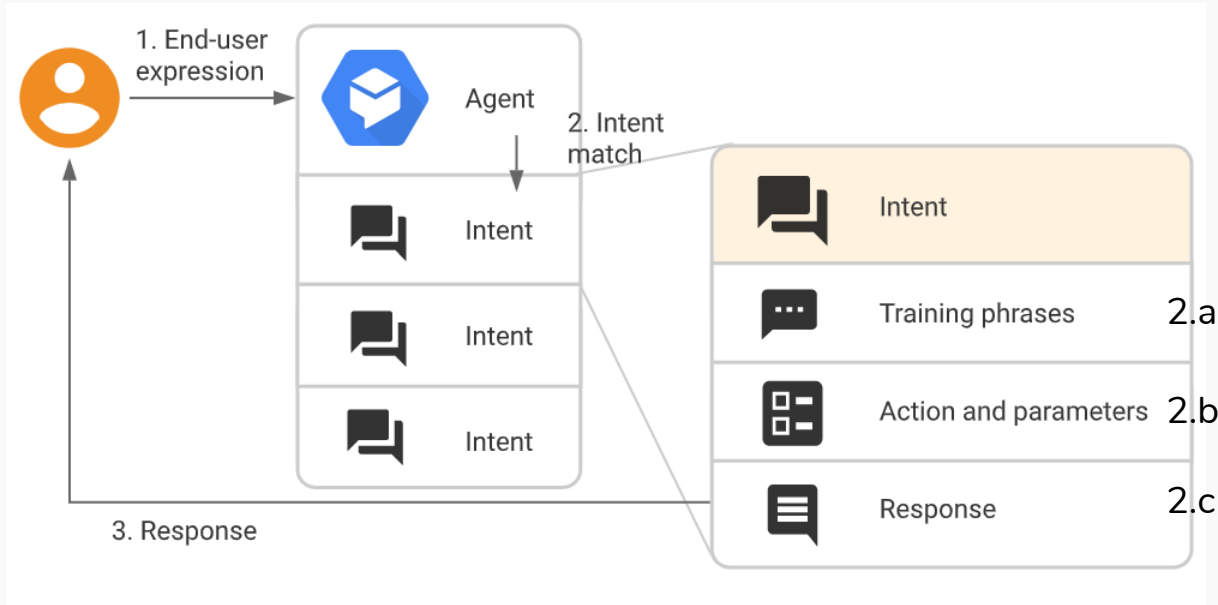 1. End-user
expression
Agent
2. Intent
match
Intent
Intent
Intent
Intent
Training phrases 2.a
Action and parameters 2.b
Response 2.c
3. Response